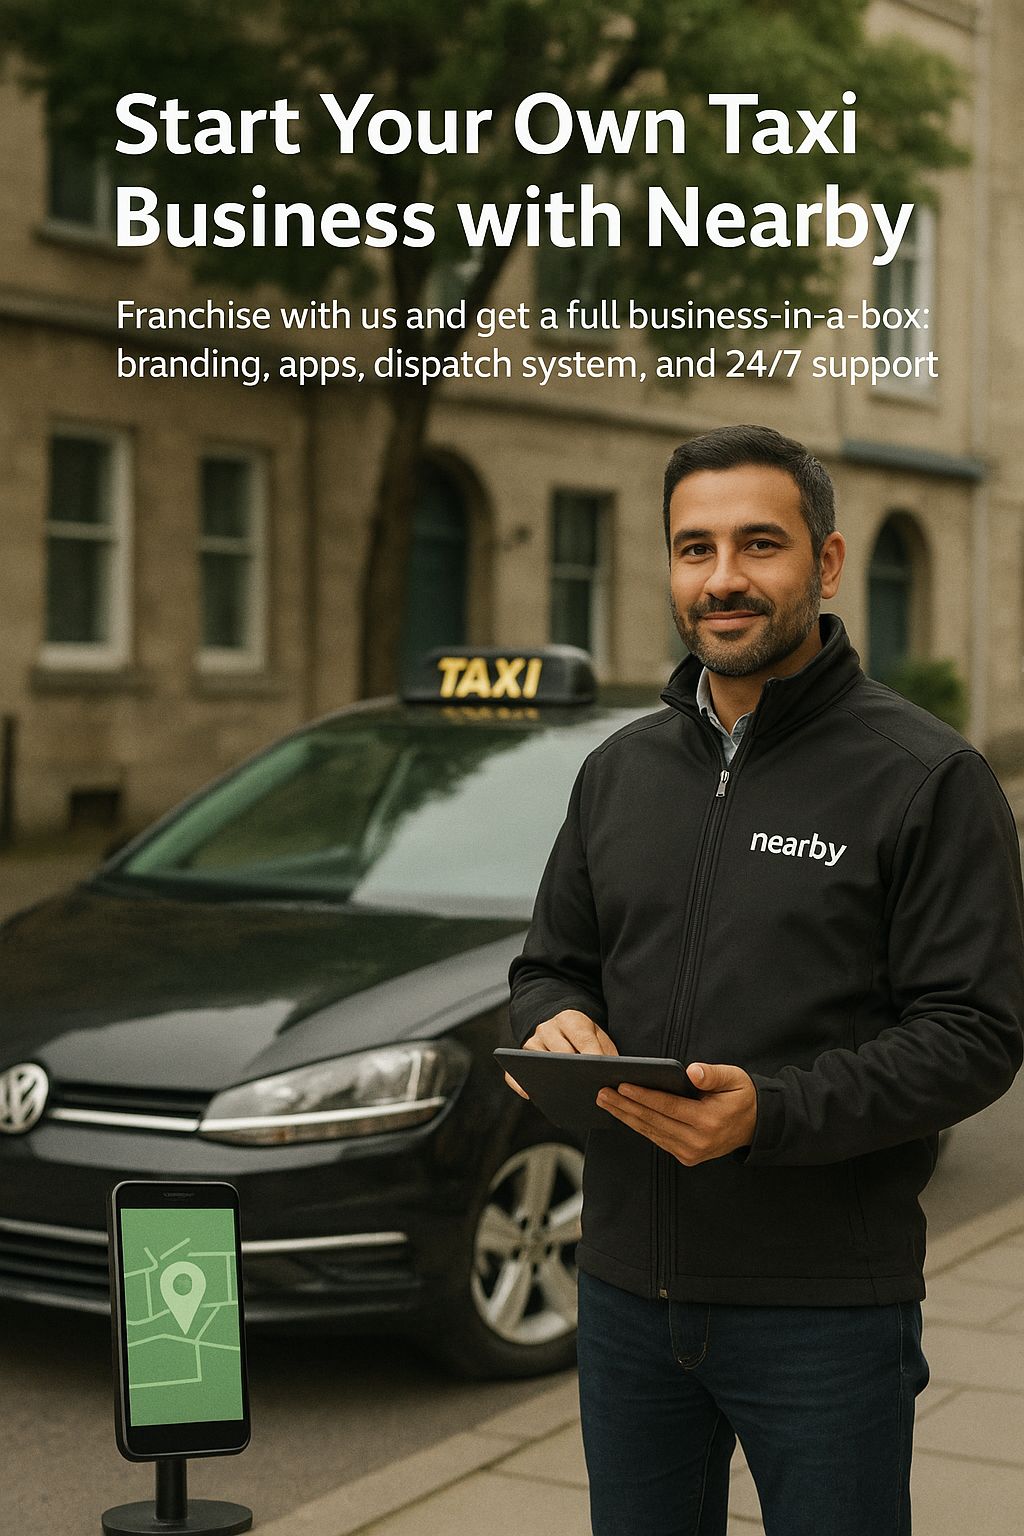 Start Your Own Taxi
Business with Nearby
Franchise with us and get a full business-in-a-box:
branding, apps, dispatch system, and 24/7 support
TAXI
nearby